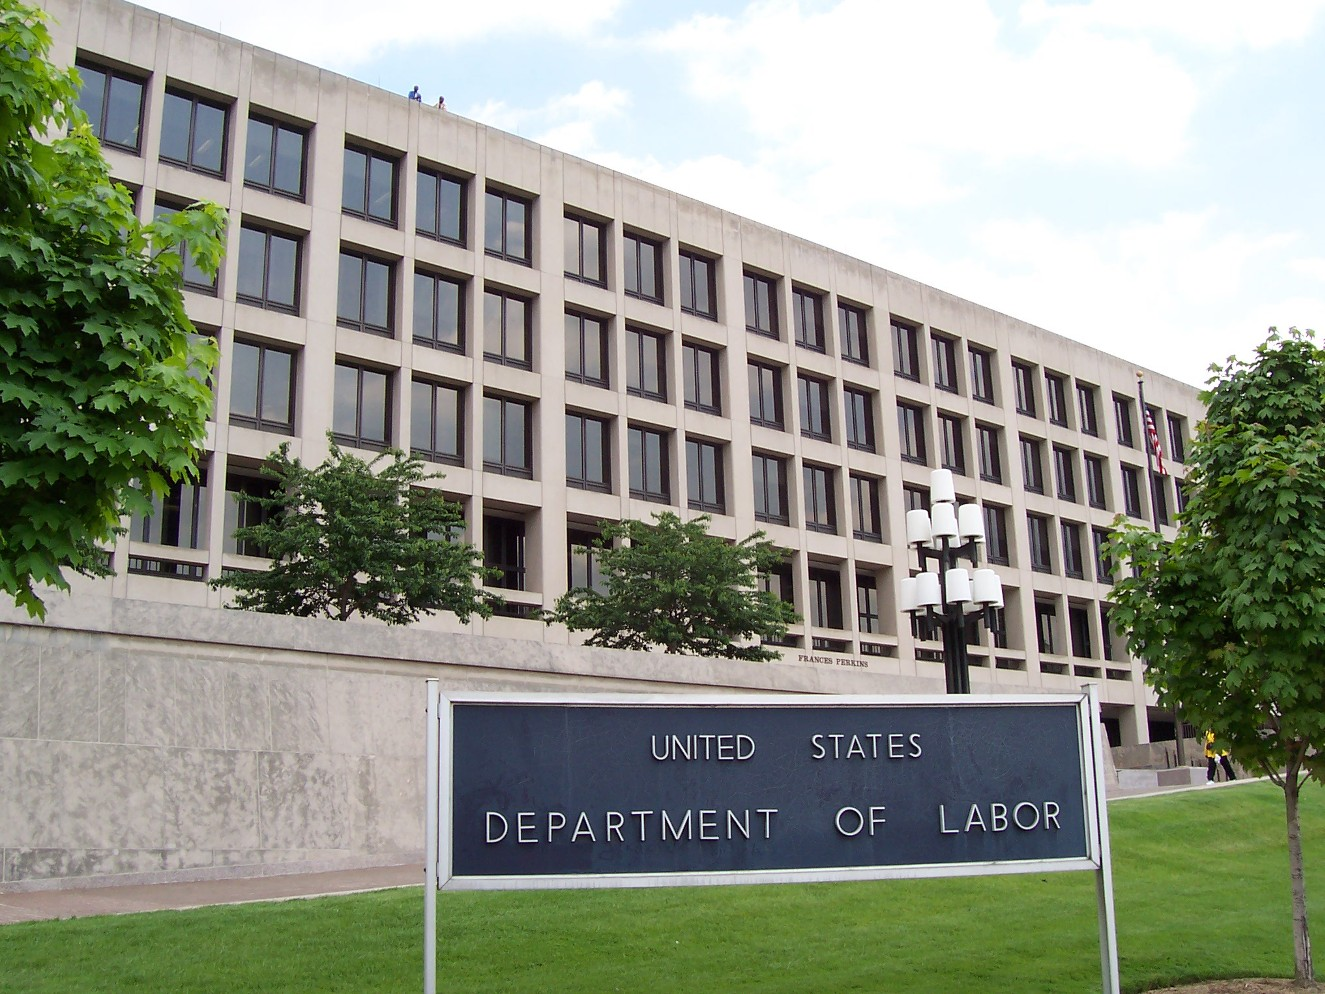 FRANCES PERKINS
UNITED STATES
DEPARTMENT OF LABOR